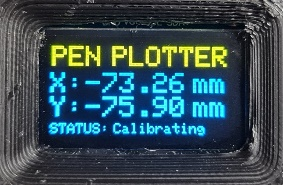 PEN PLOTTER
X:-73.26 mm
Y:-75.90 mm
STATUS: Calibrating